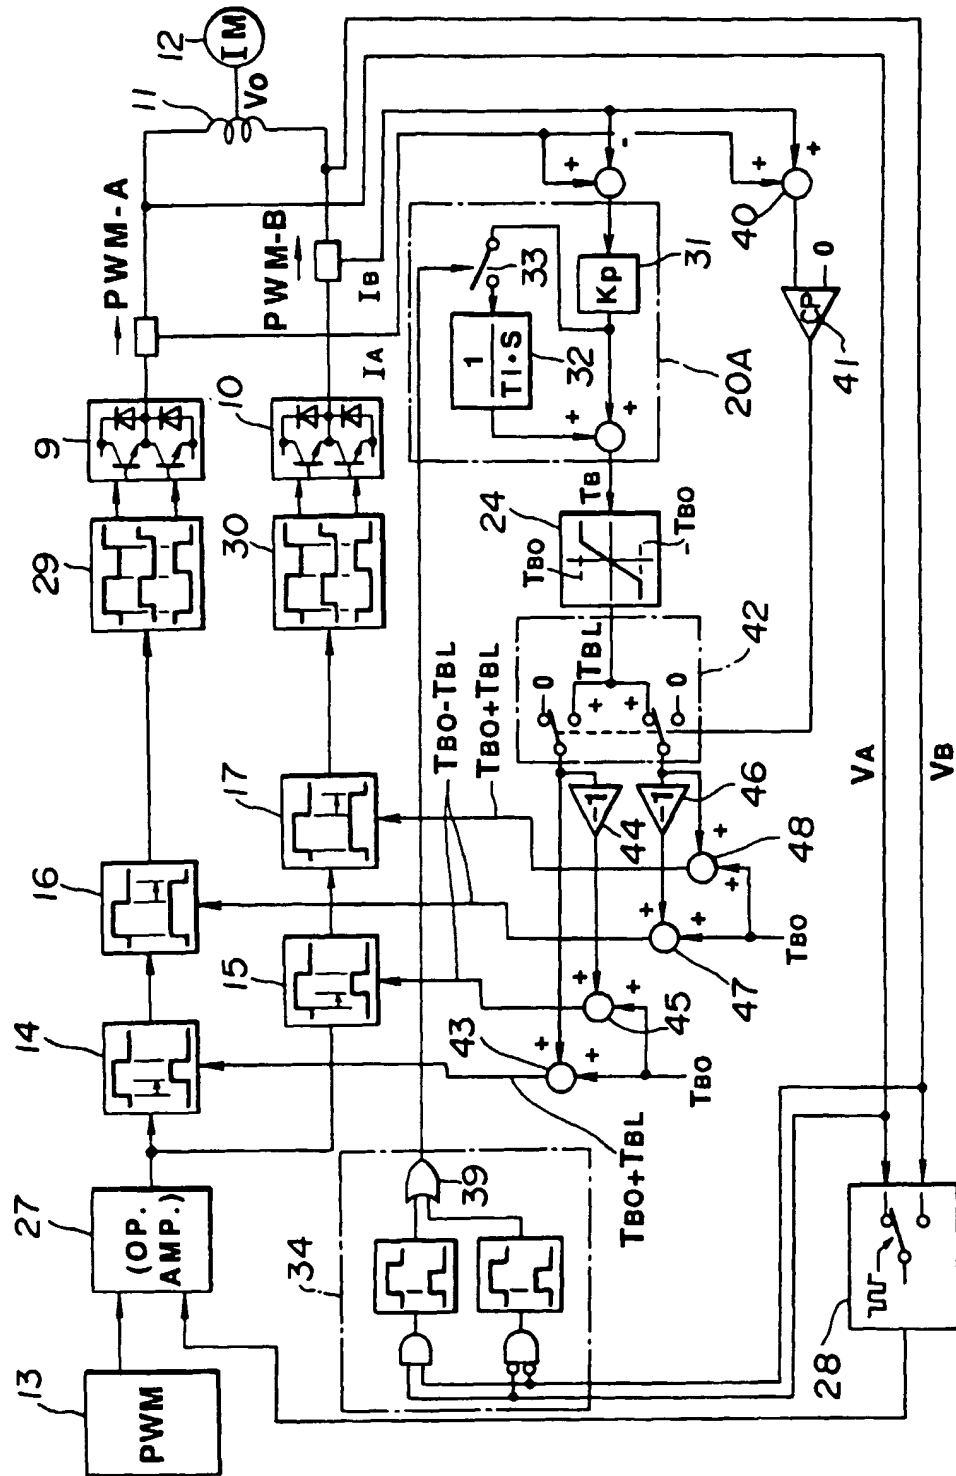 13
PWM
27
(OP. AMP.)
14
16
29
9
PWM-A
11
12
IM
Vo
15
17
30
10
PWM-B
IB
IA
34
39
33
1
TI·S
32
31
Kp
20A
40
+
-
+
+
0
CP
41
+
+
TB
24
TBO
-TBO
42
TBL
0
+
+
0
TBO-TBL
TBO+TBL
-1
44
-1
46
43
+
+
45
+
+
47
+
+
48
+
+
TBO
TBO
TBO+TBL
VA
VB
28